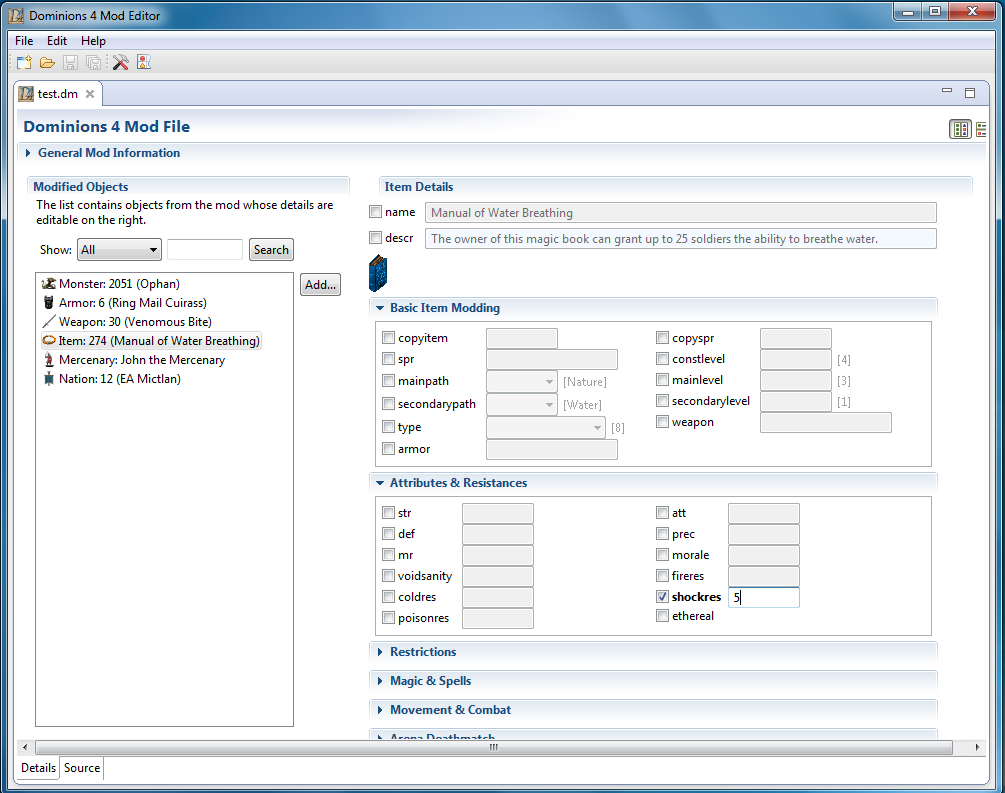 Dominions 4 Mod Editor
File Edit Help
test.dm
Dominions 4 Mod File
General Mod Information
Modified Objects
The list contains objects from the mod whose details are
editable on the right.
Show: All Search
Add...
Monster: 2051 (Ophan)
Armor: 6 (Ring Mail Cuirass)
Weapon: 30 (Venomous Bite)
Item: 274 (Manual of Water Breathing)
Mercenary: John the Mercenary
Nation: 12 (EA Mictlan)
Item Details
name Manual of Water Breathing
descr The owner of this magic book can grant up to 25 soldiers the ability to breathe water.
Basic Item Modding
copyitem copyspr
spr constlevel [4]
mainpath [Nature] mainlevel [3]
secondarypath [Water] secondarylevel [1]
type [8] weapon
armor
Attributes & Resistances
str att
def prec
mr morale
voidsanity fireres
coldres shockres 5
poisonres ethereal
Restrictions
Magic & Spells
Movement & Combat
Arena Deathmatch
Details Source